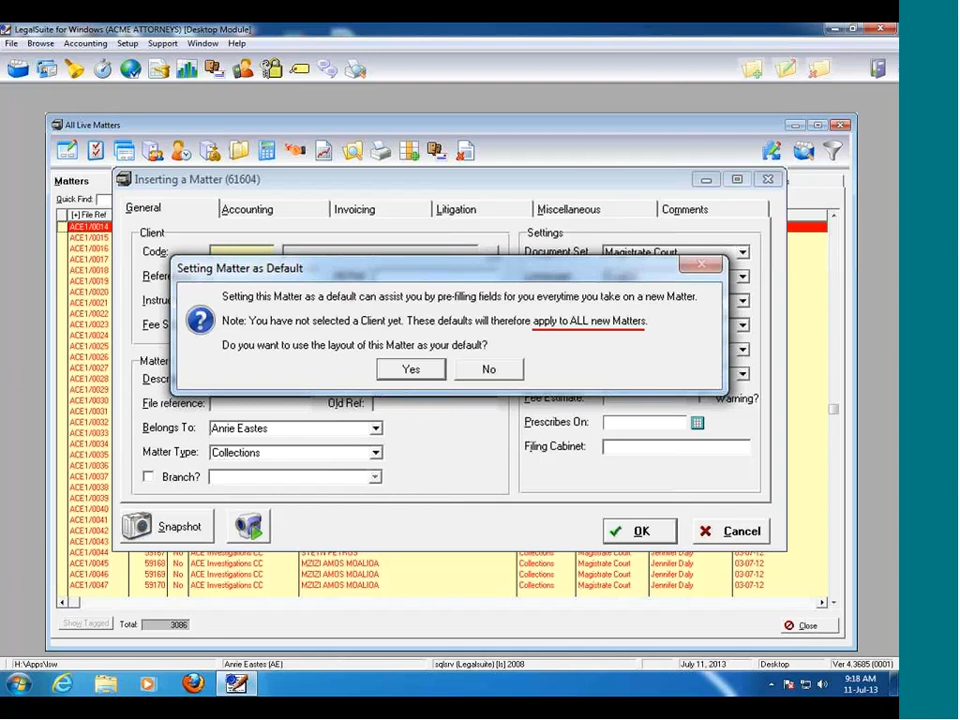 LegalSuite for Windows (ACME ATTORNEYS) [Desktop Module]
File Browse Accounting Setup Support Window Help
All Live Matters
Matters
Inserting a Matter (61604)
Quick Find:
General Accounting Invoicing Litigation Miscellaneous Comments
[+] File Ref
ACE1/0014
ACE1/0015
ACE1/0016
ACE1/0017
ACE1/0018
ACE1/0019
ACE1/0020
ACE1/0021
ACE1/0022
ACE1/0023
ACE1/0024
ACE1/0025
ACE1/0026
ACE1/0027
ACE1/0028
ACE1/0029
ACE1/0030
ACE1/0031
ACE1/0032
ACE1/0033
ACE1/0034
ACE1/0035
ACE1/0036
ACE1/0037
ACE1/0038
ACE1/0039
ACE1/0040
ACE1/0041
ACE1/0042
ACE1/0043
Client Settings
Code: Document Set Magistrate Court
Setting Matter as Default
Setting this Matter as a default can assist you by pre-filling fields for you everytime you take on a new Matter.
Note: You have not selected a Client yet. These defaults will therefore apply to ALL new Matters.
Do you want to use the layout of this Matter as your default?
Yes No
Fee S
Matter
Fee Estimate: Warning?
File reference: Old Ref:
Belongs To: Anrie Eastes Prescribes On:
Matter Type: Collections Filing Cabinet:
Branch?
Snapshot OK Cancel
ACE1/0044 59167 No ACE Investigations CC STEYN PETRUS Collections Magistrate Court Jennifer Daly 03-07-12
ACE1/0045 59168 No ACE Investigations CC MZIZI AMOS MOALIOA Collections Magistrate Court Jennifer Daly 03-07-12
ACE1/0046 59169 No ACE Investigations CC MZIZI AMOS MOALIOA Collections Magistrate Court Jennifer Daly 03-07-12
ACE1/0047 59170 No ACE Investigations CC MZIZI AMOS MOALIOA Collections Magistrate Court Jennifer Daly 03-07-12
Show Tagged Total: 3086 Close
H:\Apps\lsw Anrie Eastes (AE) sqlsrv (Legalsuite) [ls] 2008 July 11, 2013 Desktop Ver 4.3685 (0001)
9:18 AM
11-Jul-13